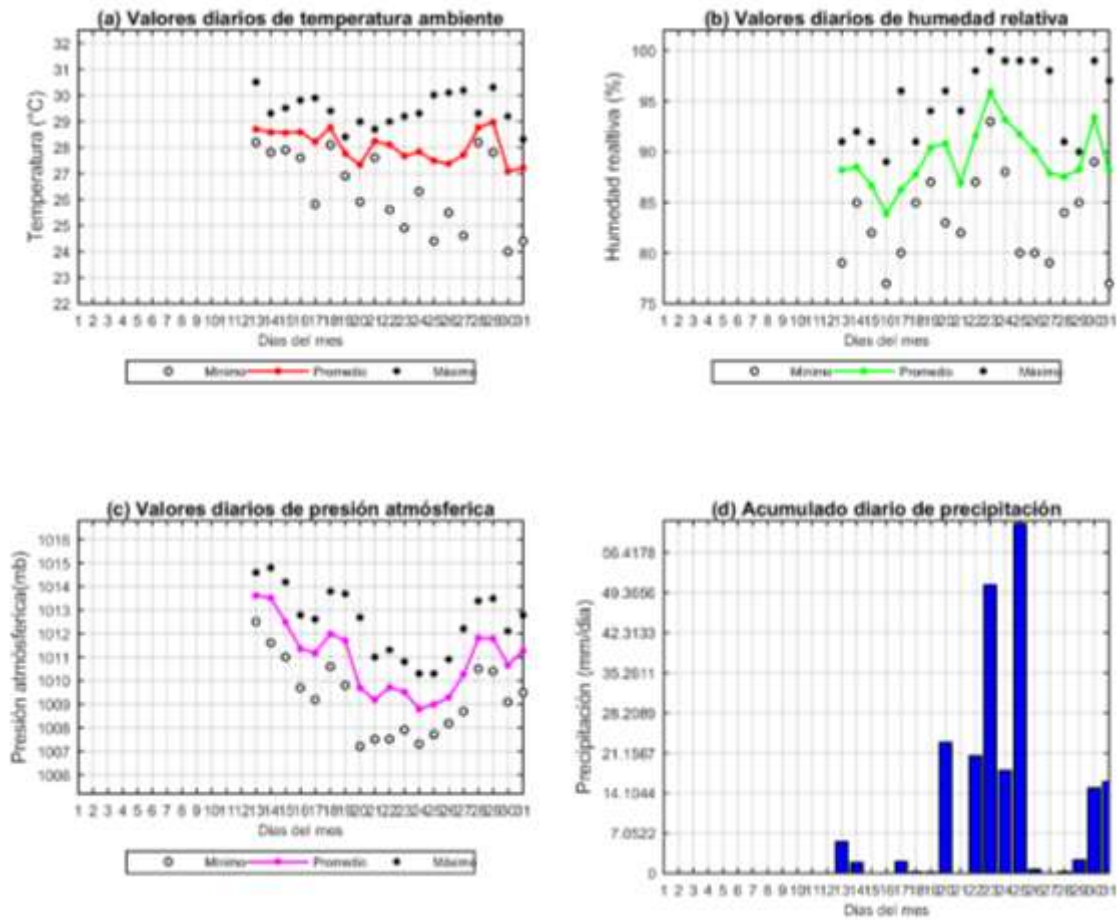 (a) Valores diarios de temperatura ambiente
32
31
30
29
28
27
26
25
24
23
22
Temperatura (°C)
1 2 3 4 5 6 7 8 9 10 11 12 13 14 15 16 17 18 19 20 21 22 23 24 25 26 27 28 29 30 31
Dias del mes
Minimo Promedio Máximo
(b) Valores diarios de humedad relativa
100
95
90
85
80
75
Humedad realtiva (%)
1 2 3 4 5 6 7 8 9 10 11 12 13 14 15 16 17 18 19 20 21 22 23 24 25 26 27 28 29 30 31
Dias del mes
Minimo Promedio Máximo
(c) Valores diarios de presión atmósferica
1016
1015
1014
1013
1012
1011
1010
1009
1008
1007
1006
Presión atmósferica(mb)
1 2 3 4 5 6 7 8 9 10 11 12 13 14 15 16 17 18 19 20 21 22 23 24 25 26 27 28 29 30 31
Dias del mes
Minimo Promedio Máximo
(d) Acumulado diario de precipitación
56.4178
49.3656
42.3133
35.2611
28.2089
21.1567
14.1044
7.0522
0
Precipitación (mm/dia)
1 2 3 4 5 6 7 8 9 10 11 12 13 14 15 16 17 18 19 20 21 22 23 24 25 26 27 28 29 30 31
Dias del mes